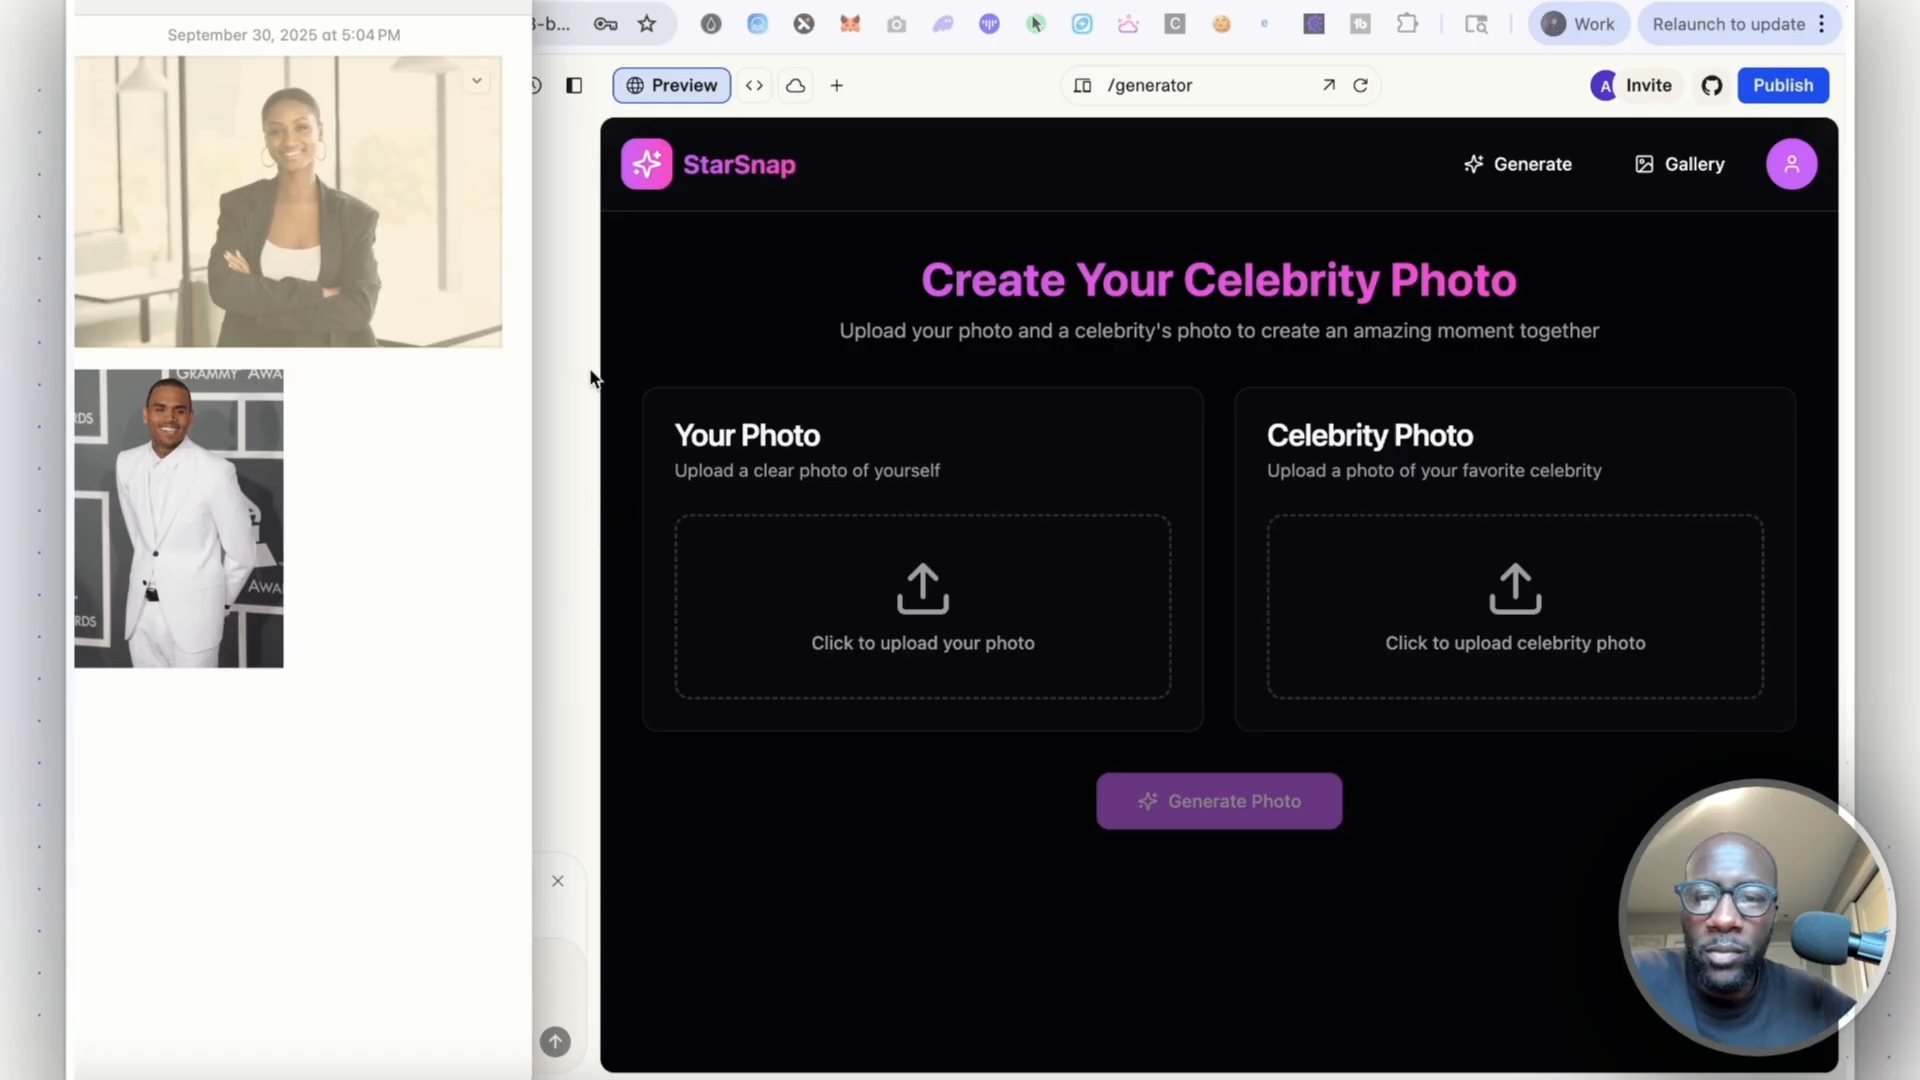 September 30, 2025 at 5:04 PM
GRAMMY AWA
RDS
AWA
RDS
3-b...
Work
Relaunch to update
Preview
/generator
A
Invite
Publish
StarSnap
Generate
Gallery
Create Your Celebrity Photo
Upload your photo and a celebrity's photo to create an amazing moment together
Your Photo
Upload a clear photo of yourself
Click to upload your photo
Celebrity Photo
Upload a photo of your favorite celebrity
Click to upload celebrity photo
Generate Photo